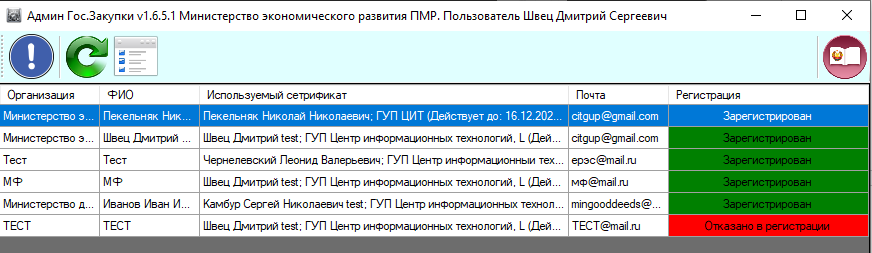 Админ Гос.Закупки v1.6.5.1 Министерство экономического развития ПМР. Пользователь Швец Дмитрий Сергеевич
Организация ФИО Используемый сетрификат Почта Регистрация
Министерство э... Пекельняк Ник... Пекельняк Николай Николаевич; ГУП ЦИТ (Действует до: 16.12.202... citgup@gmail.com Зарегистрирован
Министерство э... Швец Дмитрий ... Швец Дмитрий test; ГУП Центр информационных технологий, L (Дей... citgup@gmail.com Зарегистрирован
Тест Тест Чернелевский Леонид Валерьевич; ГУП Центр информационныи тех... ерэс@mail.ru Зарегистрирован
МФ МФ Швец Дмитрий test; ГУП Центр информационных технологий, L (Дей... мф@mail.ru Зарегистрирован
Министерство д... Иванов Иван И... Камбур Сергей Николаевич test; ГУП Центр информационных технол... mingooddeeds@... Зарегистрирован
ТЕСТ ТЕСТ Швец Дмитрий test; ГУП Центр информационных технологий, L (Дей... ТЕСТ@mail.ru Отказано в регистрации